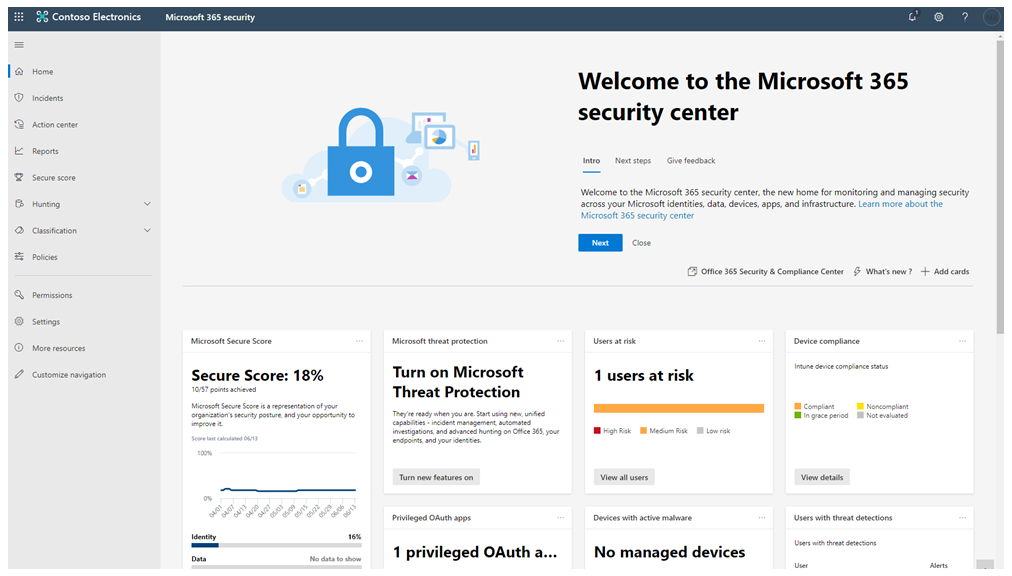 Contoso Electronics
Microsoft 365 security
1
?
Home
Incidents
Action center
Reports
Secure score
Hunting
Classification
Policies
Permissions
Settings
More resources
Customize navigation
Welcome to the Microsoft 365
security center
Intro Next steps Give feedback
Welcome to the Microsoft 365 security center, the new home for monitoring and managing security
across your Microsoft identities, data, devices, apps, and infrastructure. Learn more about the
Microsoft 365 security center
Next Close
Office 365 Security & Compliance Center What's new ? Add cards
Microsoft Secure Score
Secure Score: 18%
10/57 points achieved
Microsoft Secure Score is a representation of your
organization's security posture, and your opportunity to
improve it.
Score last calculated 06/13
100%
0%
04/01 04/07 04/13 04/20 04/27 05/03 05/09 05/15 05/22 05/29 06/06 06/13
Identity 16%
Data No data to show
Microsoft threat protection
Turn on Microsoft
Threat Protection
They're ready when you are. Start using new, unified
capabilities - incident management, automated
investigations, and advanced hunting on Office 365, your
endpoints, and your identities.
Turn new features on
Users at risk
1 users at risk
High Risk Medium Risk Low risk
View all users
Device compliance
Intune device compliance status
Compliant Noncompliant
In grace period Not evaluated
View details
Privileged OAuth apps
1 privileged OAuth a...
Devices with active malware
No managed devices
Users with threat detections
Users with threat detections
User Alerts